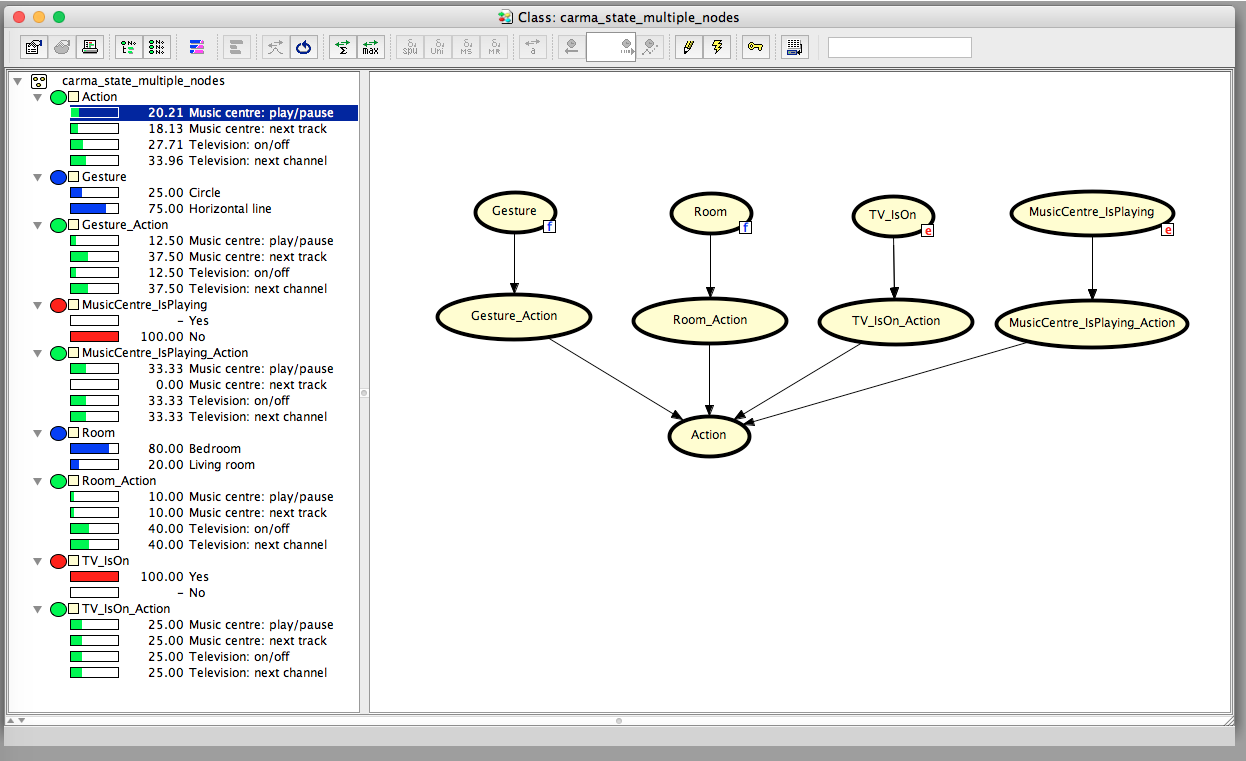 Class: carma_state_multiple_nodes
Σ
max
δu
spu
δu
Uni
δu
MS
δu
MR
a
carma_state_multiple_nodes
Action
20.21 Music centre: play/pause
18.13 Music centre: next track
27.71 Television: on/off
33.96 Television: next channel
Gesture
25.00 Circle
75.00 Horizontal line
Gesture_Action
12.50 Music centre: play/pause
37.50 Music centre: next track
12.50 Television: on/off
37.50 Television: next channel
MusicCentre_IsPlaying
- Yes
100.00 No
MusicCentre_IsPlaying_Action
33.33 Music centre: play/pause
0.00 Music centre: next track
33.33 Television: on/off
33.33 Television: next channel
Room
80.00 Bedroom
20.00 Living room
Room_Action
10.00 Music centre: play/pause
10.00 Music centre: next track
40.00 Television: on/off
40.00 Television: next channel
TV_IsOn
100.00 Yes
- No
TV_IsOn_Action
25.00 Music centre: play/pause
25.00 Music centre: next track
25.00 Television: on/off
25.00 Television: next channel
Gesture
f
Room
f
TV_IsOn
e
MusicCentre_IsPlaying
e
Gesture_Action
Room_Action
TV_IsOn_Action
MusicCentre_IsPlaying_Action
Action